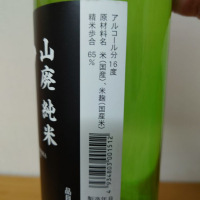 アルコール分16度
原材料名 米(国産)、米麹(国産米)
精米歩合 65%
山廃純米
4934803001512